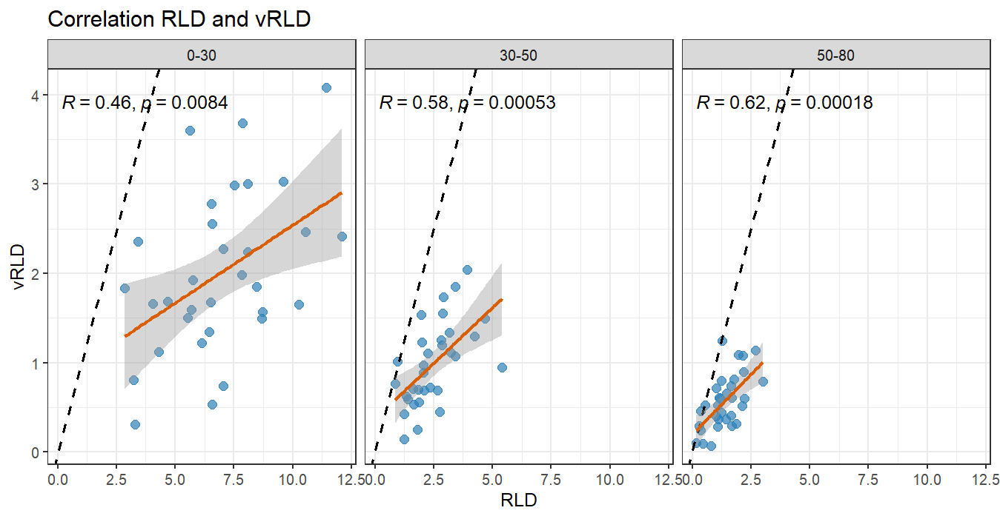 Correlation RLD and vRLD
0-30 30-50 50-80
R = 0.46, p = 0.0084 R = 0.58, p = 0.00053 R = 0.62, p = 0.00018
4
3
2
1
0
vRLD
0.0 2.5 5.0 7.5 10.0 12.5 0.0 2.5 5.0 7.5 10.0 12.5 0.0 2.5 5.0 7.5 10.0 12.5
RLD